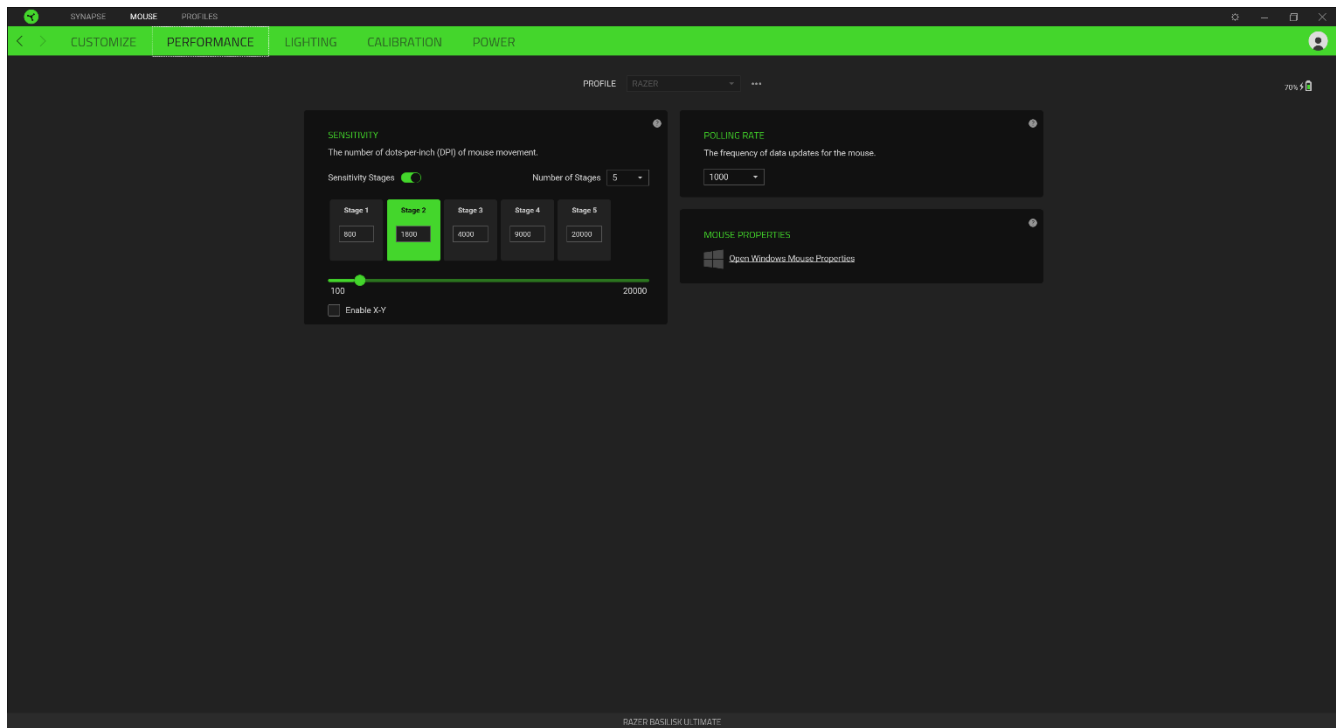 SYNAPSE MOUSE PROFILES
CUSTOMIZE PERFORMANCE LIGHTING CALIBRATION POWER
PROFILE RAZER
70%
SENSITIVITY
The number of dots-per-inch (DPI) of mouse movement.
Sensitivity Stages Number of Stages 5
Stage 1 Stage 2 Stage 3 Stage 4 Stage 5
800 1800 4000 9000 20000
100 20000
Enable X-Y
POLLING RATE
The frequency of data updates for the mouse.
1000
MOUSE PROPERTIES
Open Windows Mouse Properties
RAZER BASILISK ULTIMATE